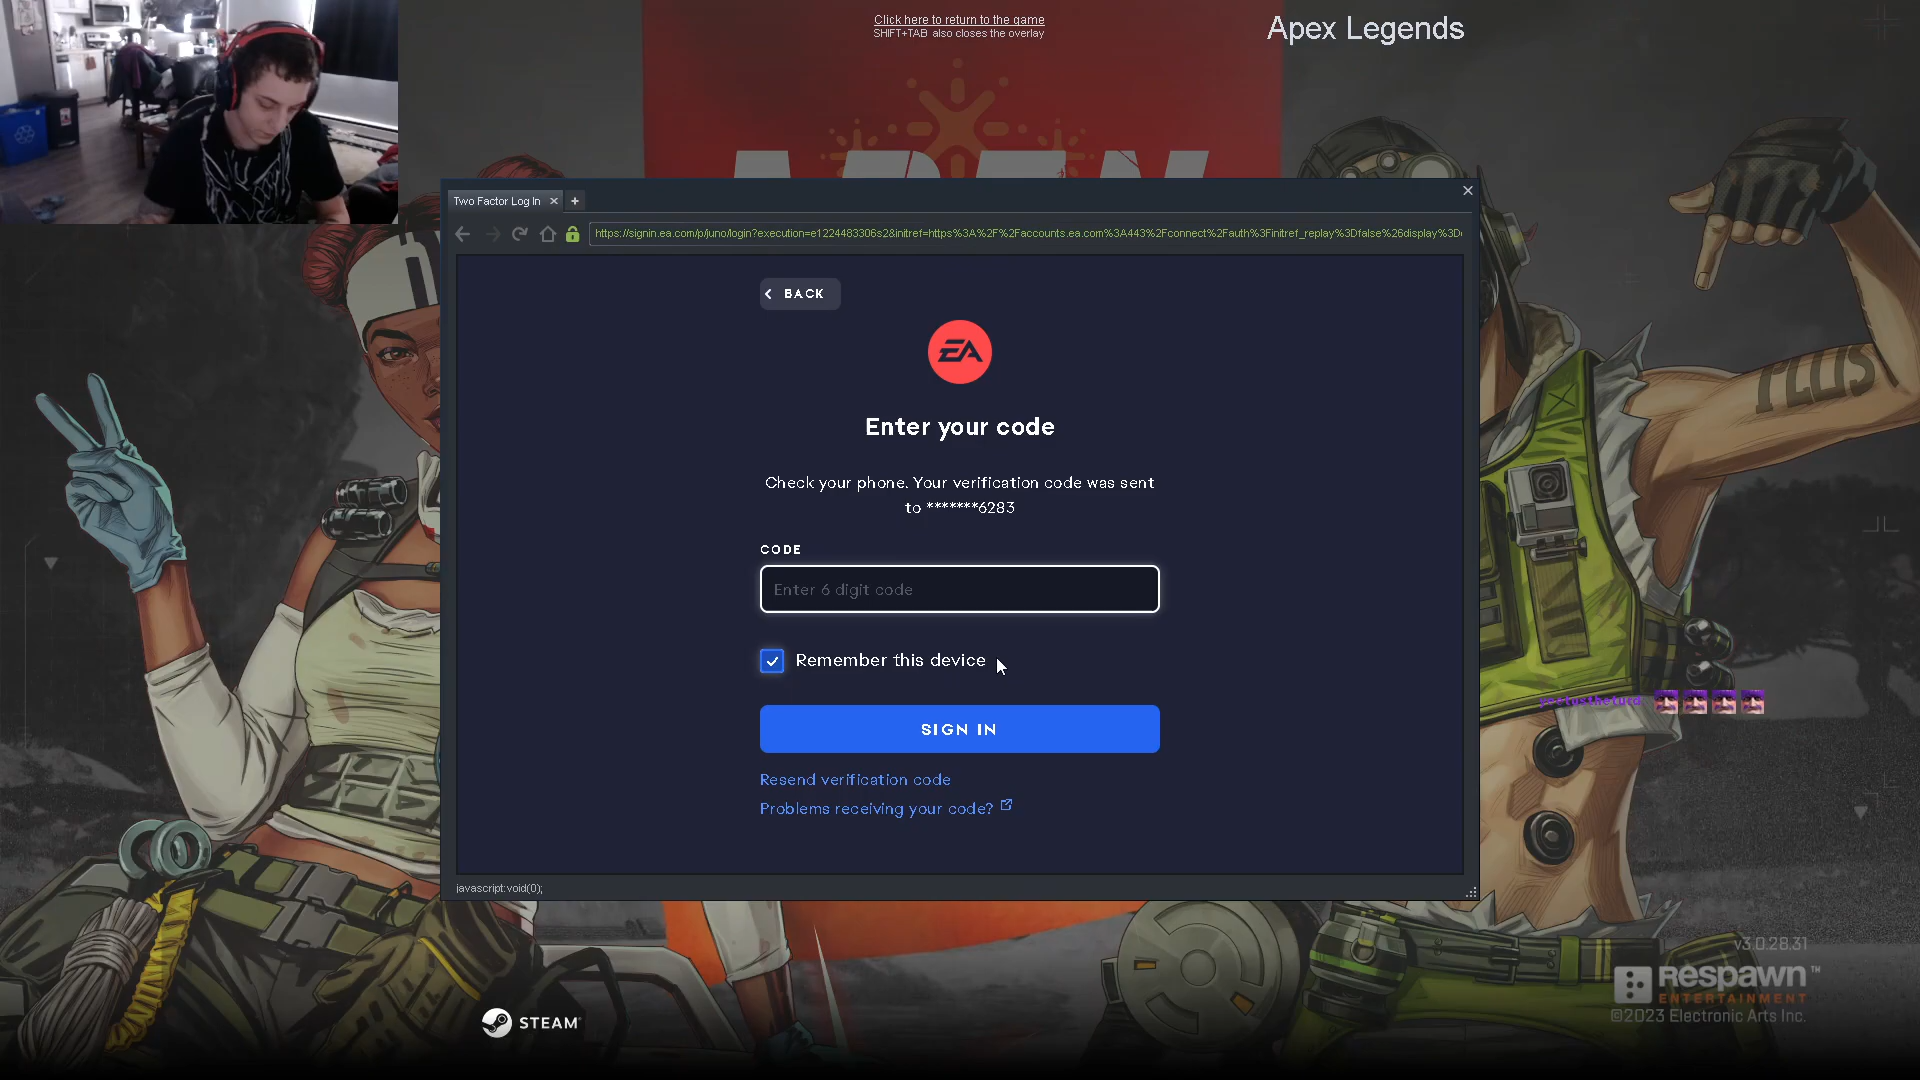 Click here to return to the game
SHIFT+TAB also closes the overlay
Apex Legends
Two Factor Log In
https://signin.ea.com/p/juno/login?execution=e1224483306s2&initref=https%3A%2F%2Faccounts.ea.com%3A443%2Fconnect%2Fauth%3Finitref_replay%3Dfalse%26display%3D
BACK
EA
Enter your code
Check your phone. Your verification code was sent
to *******6283
CODE
Enter 6 digit code
Remember this device
SIGN IN
Resend verification code
Problems receiving your code?
javascript:void(0);
PLUS
v3.0.28.31
Respawn™
ENTERTAINMENT
©2023 Electronic Arts Inc.
STEAM